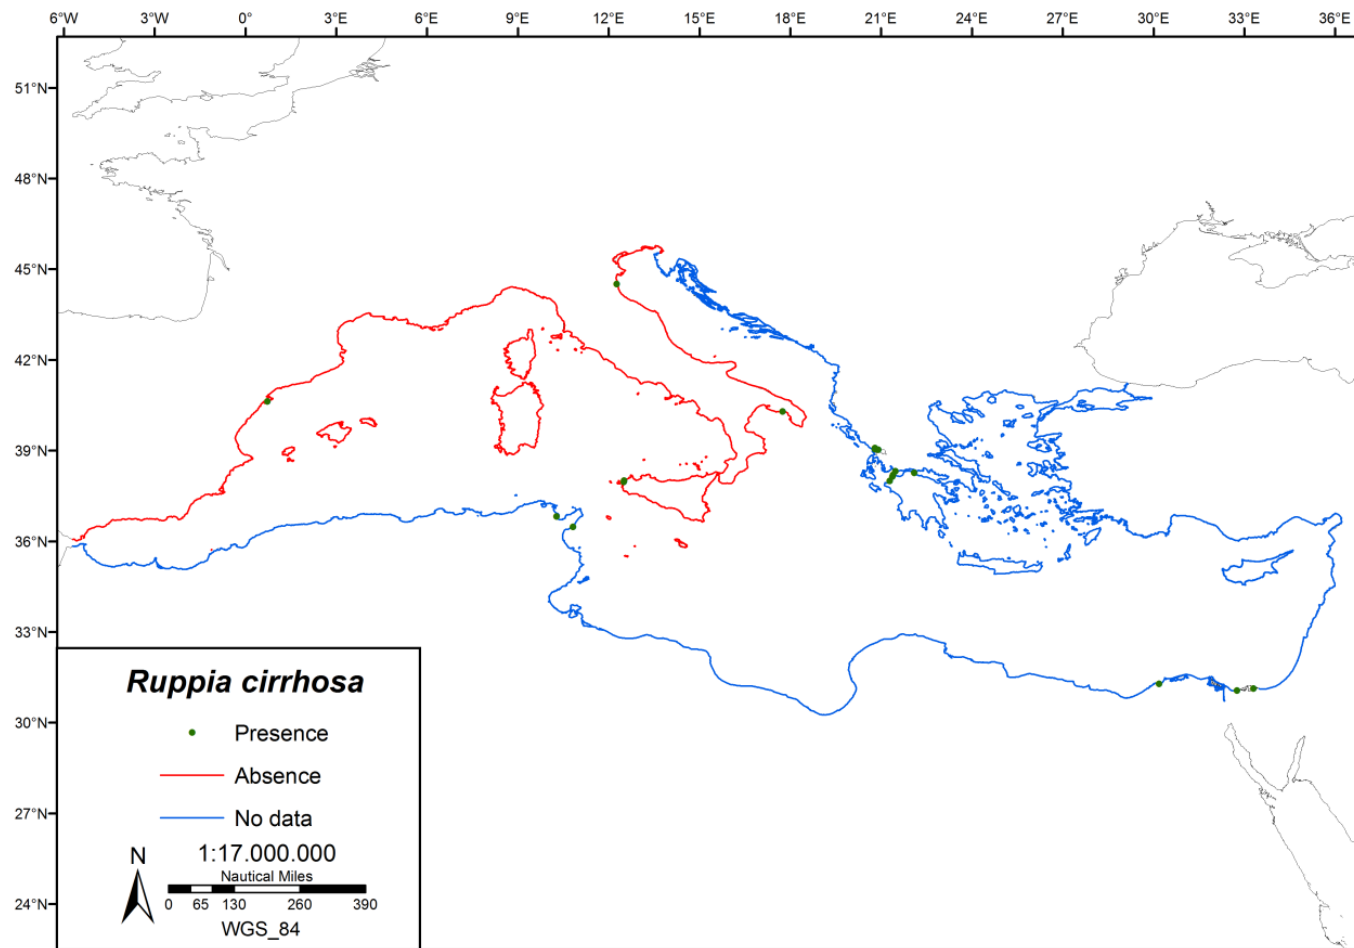 6°W 3°W 0° 3°E 6°E 9°E 12°E 15°E 18°E 21°E 24°E 27°E 30°E 33°E 36°E
51°N
48°N
45°N
42°N
39°N
36°N
33°N
30°N
27°N
24°N
Ruppia cirrhosa
Presence
Absence
No data
N
1:17.000.000
Nautical Miles
0 65 130 260 390
WGS_84